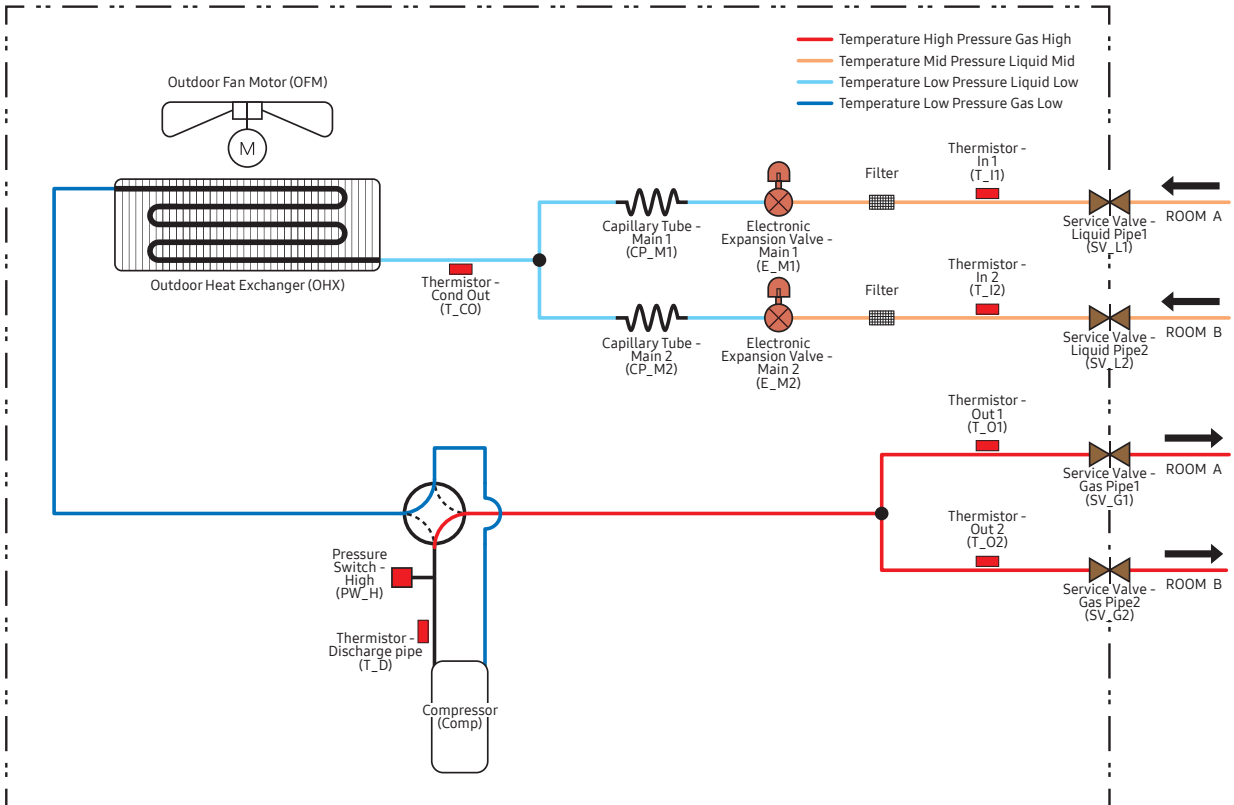 Temperature High Pressure Gas High
Temperature Mid Pressure Liquid Mid
Temperature Low Pressure Liquid Low
Temperature Low Pressure Gas Low
Outdoor Fan Motor (OFM)
M
Outdoor Heat Exchanger (OHX)
Thermistor -
Cond Out
(T_CO)
Capillary Tube -
Main 1
(CP_M1)
Electronic
Expansion Valve -
Main 1
(E_M1)
Filter
Thermistor -
In 1
(T_I1)
Service Valve -
Liquid Pipe1
(SV_L1)
ROOM A
Capillary Tube -
Main 2
(CP_M2)
Electronic
Expansion Valve -
Main 2
(E_M2)
Filter
Thermistor -
In 2
(T_I2)
Service Valve -
Liquid Pipe2
(SV_L2)
ROOM B
Thermistor -
Out 1
(T_O1)
Service Valve -
Gas Pipe1
(SV_G1)
ROOM A
Thermistor -
Out 2
(T_O2)
Service Valve -
Gas Pipe2
(SV_G2)
ROOM B
Pressure
Switch -
High
(PW_H)
Thermistor -
Discharge pipe
(T_D)
Compressor
(Comp)